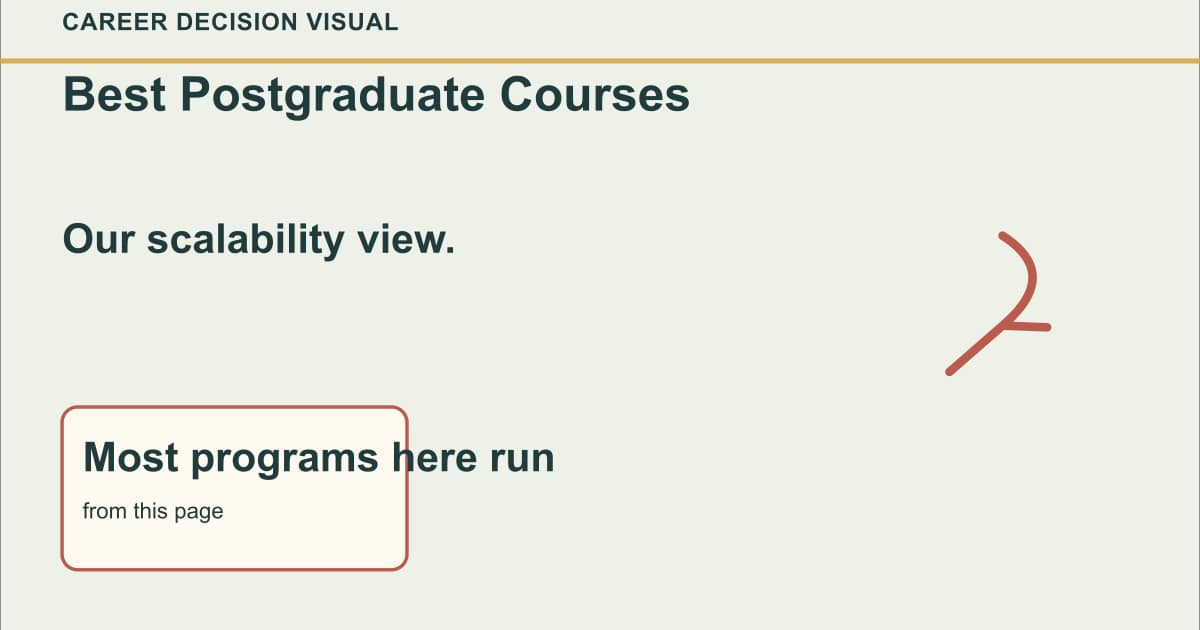 CAREER DECISION VISUAL
Best Postgraduate Courses
Our scalability view.
Most programs here run
from this page